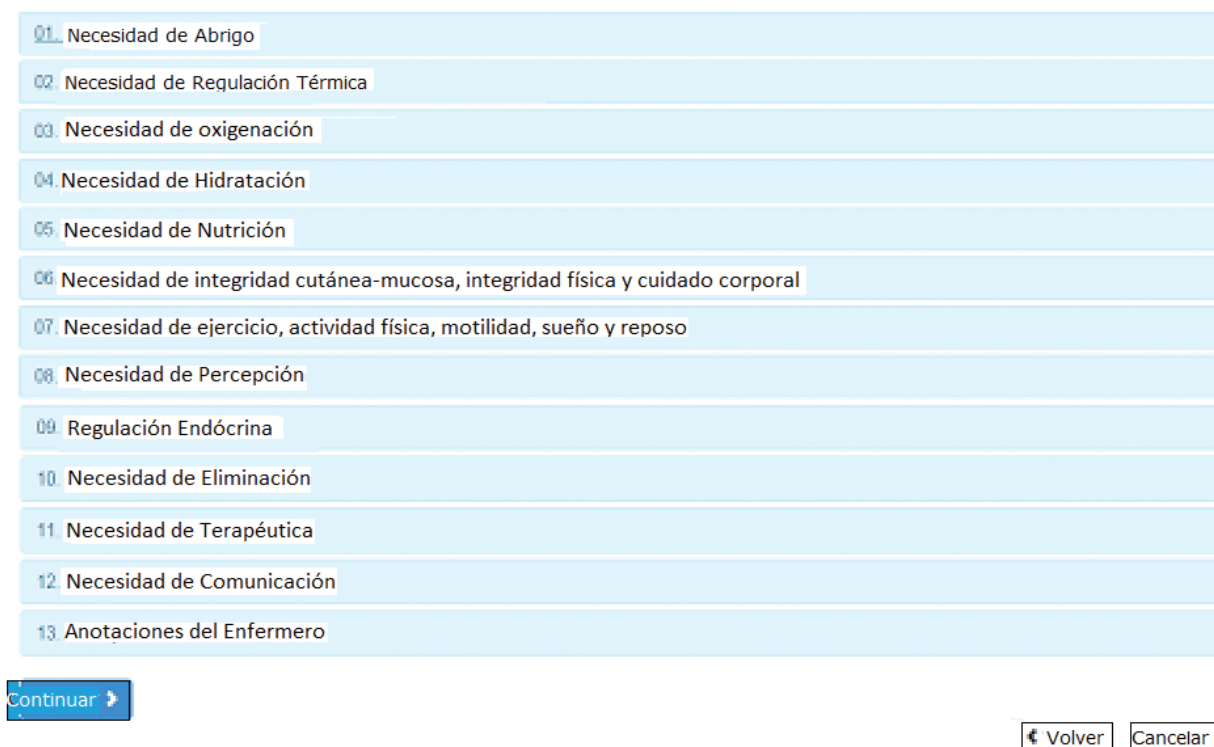 01. Necesidad de Abrigo
02. Necesidad de Regulación Térmica
03. Necesidad de oxigenación
04. Necesidad de Hidratación
05. Necesidad de Nutrición
06. Necesidad de integridad cutánea-mucosa, integridad física y cuidado corporal
07. Necesidad de ejercicio, actividad física, motilidad, sueño y reposo
08. Necesidad de Percepción
09. Regulación Endócrina
10. Necesidad de Eliminación
11. Necesidad de Terapéutica
12. Necesidad de Comunicación
13. Anotaciones del Enfermero
Continuar
Volver Cancelar